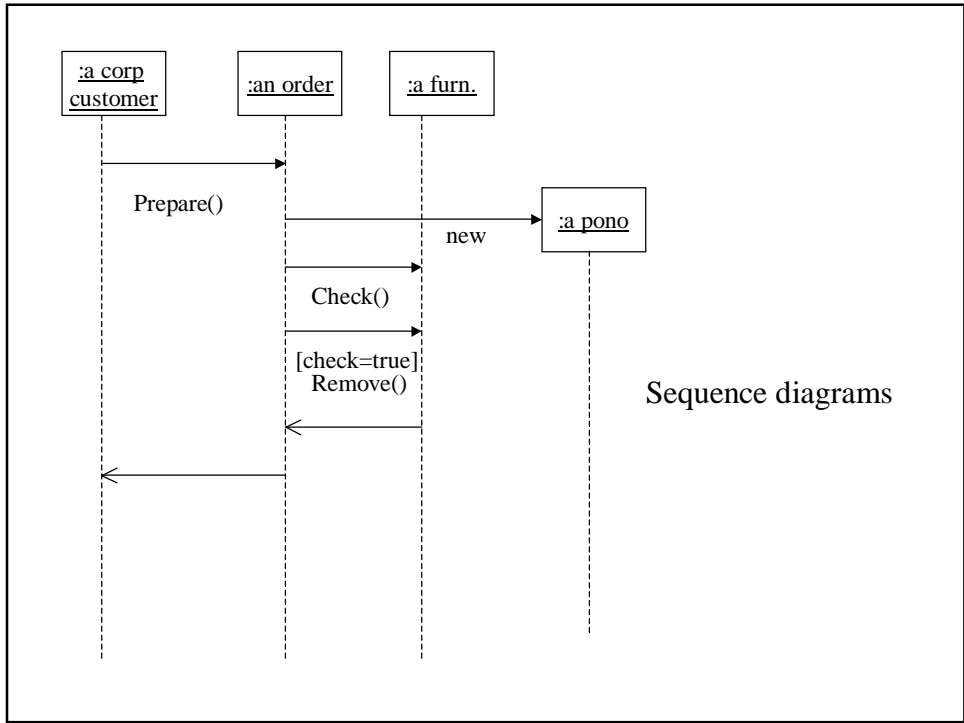 :a corp
customer
:an order
:a furn.
Prepare()
:a pono
new
Check()
[check=true]
Remove()
Sequence diagrams